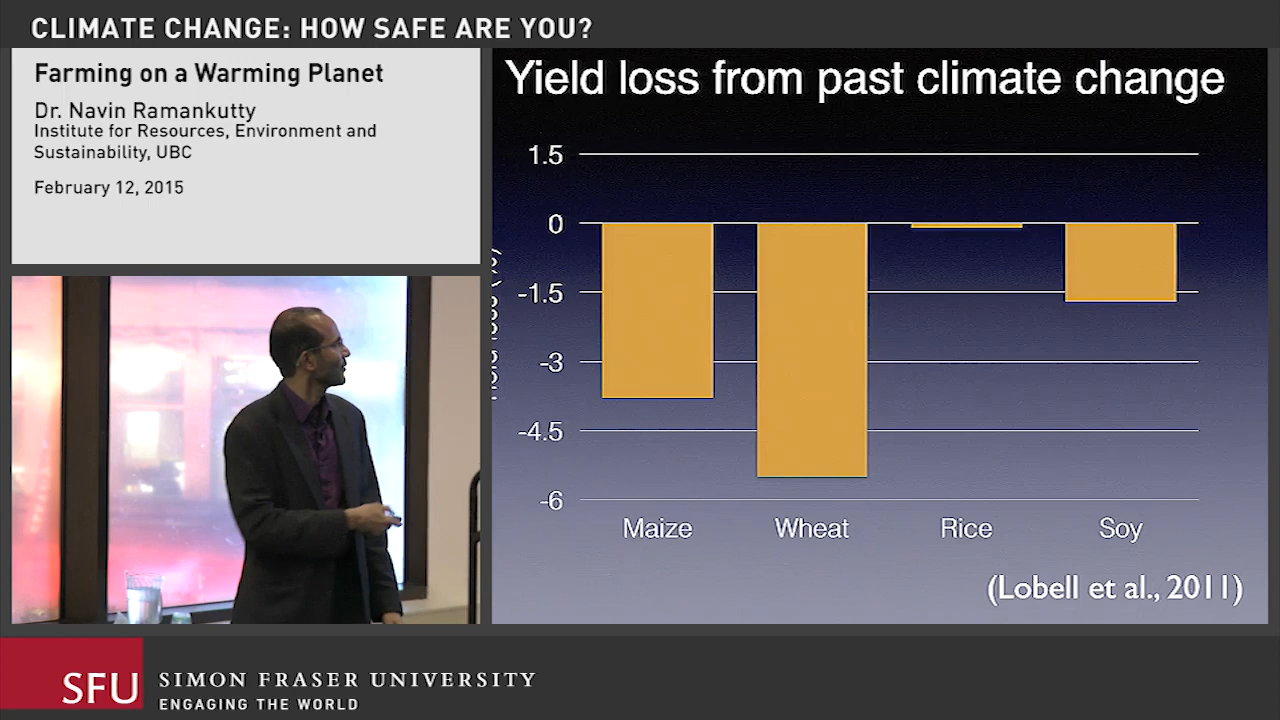 CLIMATE CHANGE: HOW SAFE ARE YOU?
Farming on a Warming Planet
Dr. Navin Ramankutty
Institute for Resources, Environment and
Sustainability, UBC
February 12, 2015
Yield loss from past climate change
1.5
0
-1.5
-3
-4.5
-6
Maize Wheat Rice Soy
(Lobell et al., 2011)
SFU
SIMON FRASER UNIVERSITY
ENGAGING THE WORLD